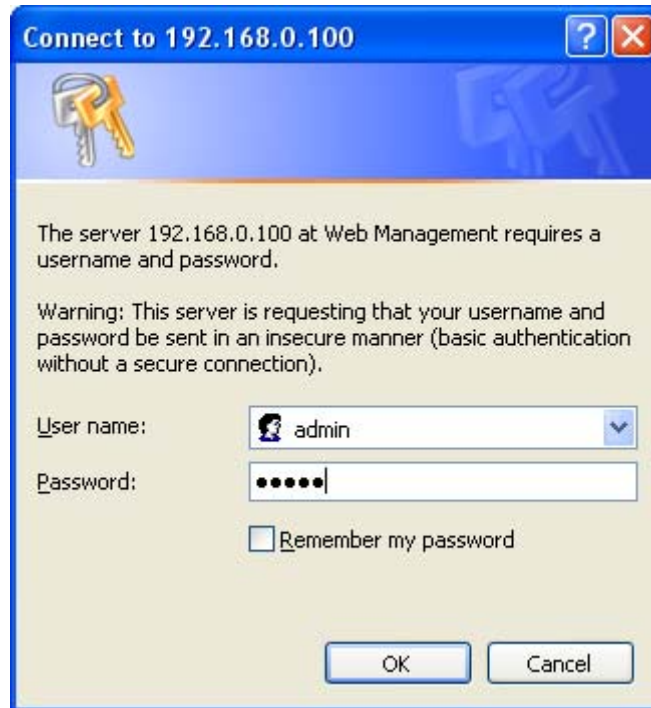 Connect to 192.168.0.100
The server 192.168.0.100 at Web Management requires a
username and password.
Warning: This server is requesting that your username and
password be sent in an insecure manner (basic authentication
without a secure connection).
User name: admin
Password: •••••
Remember my password
OK Cancel